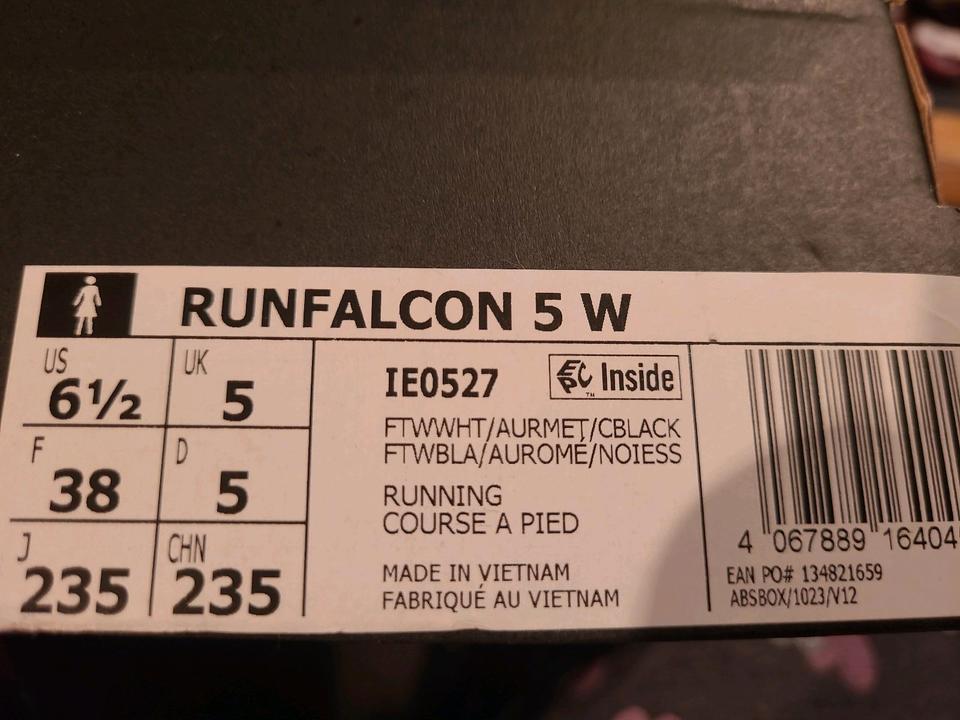 RUNFALCON 5 W
US
6½
UK
5
F
38
D
5
J
235
CHN
235
IE0527
EPC Inside
™
FTWWHT/AURMET/CBLACK
FTWBLA/AUROMÉ/NOIESS
RUNNING
COURSE A PIED
MADE IN VIETNAM
FABRIQUÉ AU VIETNAM
4 067889 16404
EAN PO# 134821659
ABSBOX/1023/V12